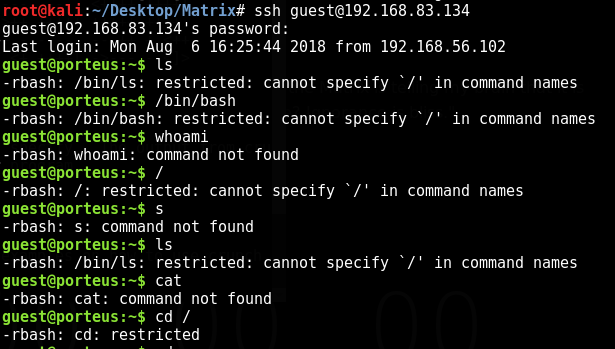 root@kali:~/Desktop/Matrix# ssh guest@192.168.83.134
guest@192.168.83.134's password:
Last login: Mon Aug  6 16:25:44 2018 from 192.168.56.102
guest@porteus:~$ ls
-rbash: /bin/ls: restricted: cannot specify `/' in command names
guest@porteus:~$ /bin/bash
-rbash: /bin/bash: restricted: cannot specify `/' in command names
guest@porteus:~$ whoami
-rbash: whoami: command not found
guest@porteus:~$ /
-rbash: /: restricted: cannot specify `/' in command names
guest@porteus:~$ s
-rbash: s: command not found
guest@porteus:~$ ls
-rbash: /bin/ls: restricted: cannot specify `/' in command names
guest@porteus:~$ cat
-rbash: cat: command not found
guest@porteus:~$ cd /
-rbash: cd: restricted